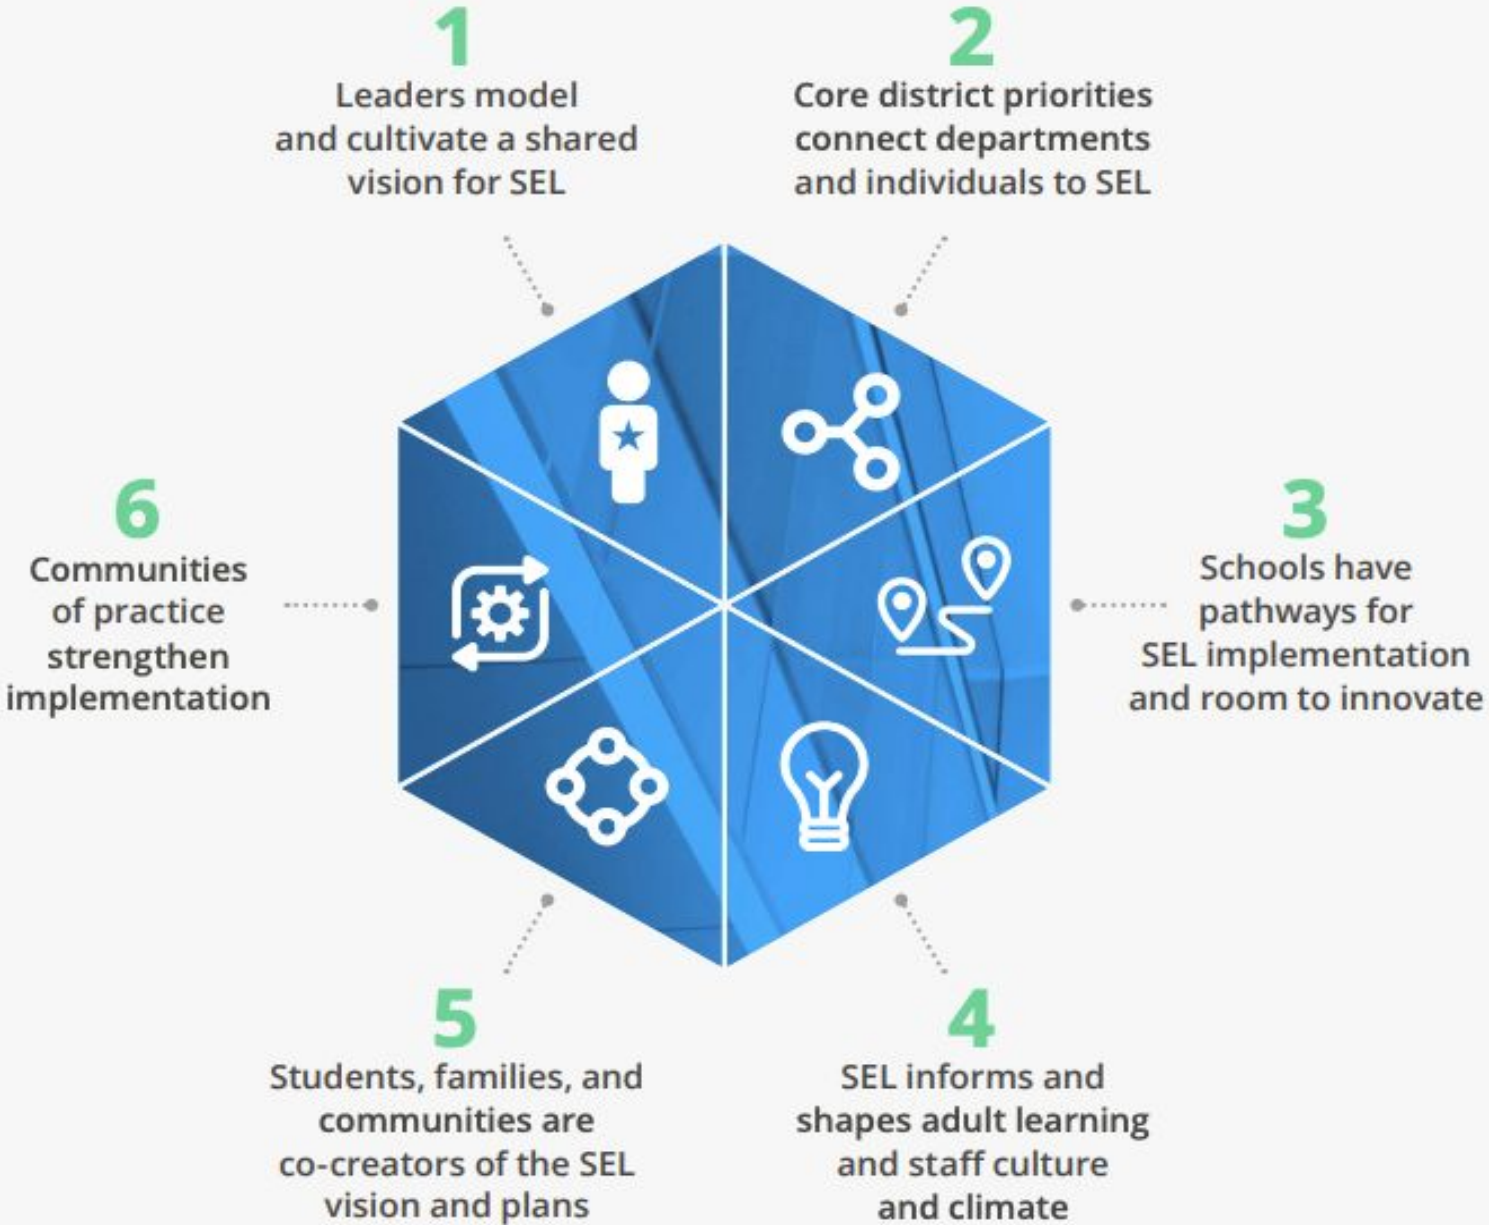 1
Leaders model
and cultivate a shared
vision for SEL
2
Core district priorities
connect departments
and individuals to SEL
3
Schools have
pathways for
SEL implementation
and room to innovate
4
SEL informs and
shapes adult learning
and staff culture
and climate
5
Students, families, and
communities are
co-creators of the SEL
vision and plans
6
Communities
of practice
strengthen
implementation